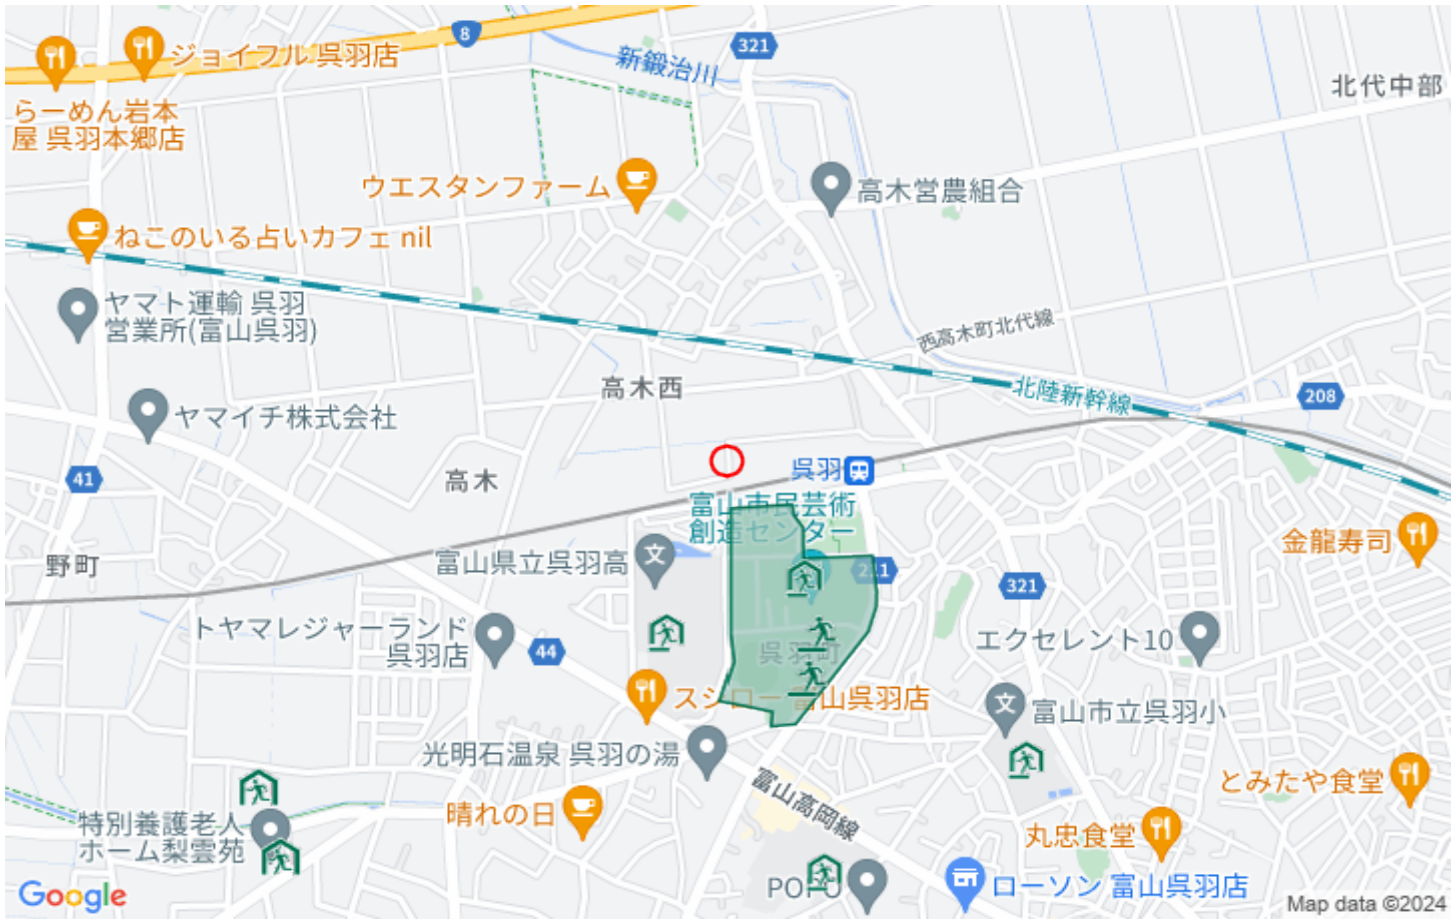 8
321
新鍛治川
ジョイフル 呉羽店
北代中部
らーめん岩本
屋 呉羽本郷店
ウエスタンファーム
高木営農組合
ねこのいる占いカフェ nil
ヤマト運輸 呉羽
営業所(富山呉羽)
西高木町北代線
高木西
北陸新幹線
208
ヤマイチ株式会社
41
高木
呉羽
富山市民芸術
創造センター
金龍寿司
富山県立呉羽高
文
野町
321
トヤマレジャーランド
呉羽店
44
エクセレント10
呉羽町
スシロー 富山呉羽店
文
富山市立呉羽小
光明石温泉 呉羽の湯
富山高岡線
とみたや食堂
晴れの日
特別養護老人
ホーム梨雲苑
丸忠食堂
ローソン 富山呉羽店
Google
Map data ©2024